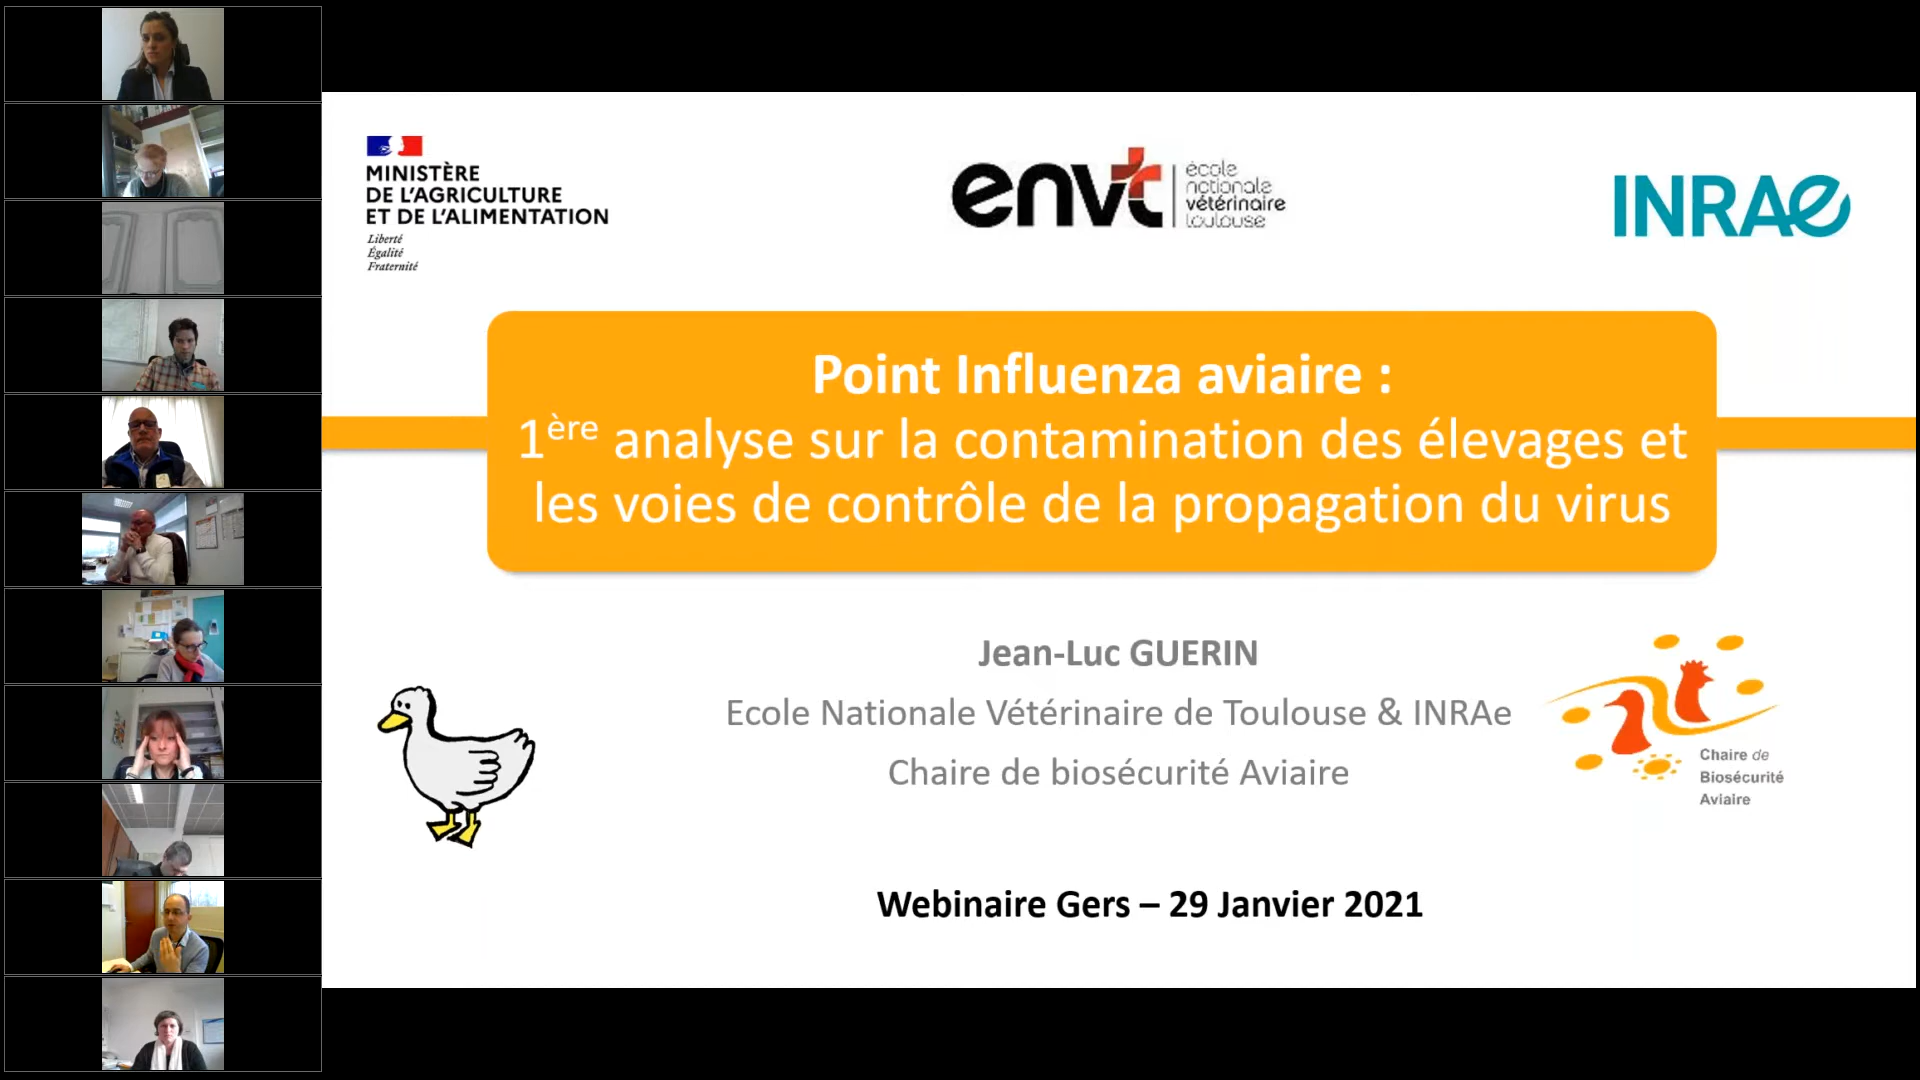 MINISTÈRE
DE L'AGRICULTURE
ET DE L'ALIMENTATION
Liberté
Égalité
Fraternité
envt
école
nationale
vétérinaire
toulouse
INRAE
Point Influenza aviaire :
1ère analyse sur la contamination des élevages et
les voies de contrôle de la propagation du virus
Jean-Luc GUERIN
Ecole Nationale Vétérinaire de Toulouse & INRAe
Chaire de biosécurité Aviaire
Chaire de
Biosécurité
Aviaire
Webinaire Gers – 29 Janvier 2021